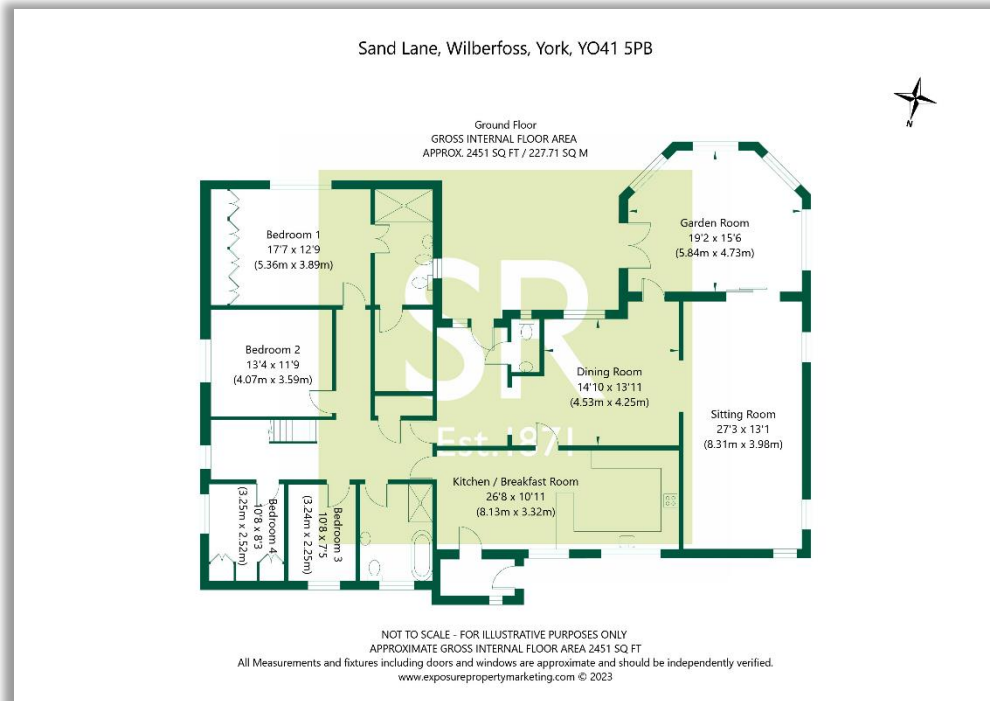 Sand Lane, Wilberfoss, York, YO41 5PB
N
Ground Floor
GROSS INTERNAL FLOOR AREA
APPROX. 2451 SQ FT / 227.71 SQ M
Garden Room
19'2 x 15'6
(5.84m x 4.73m)
Bedroom 1
17'7 x 12'9
(5.36m x 3.89m)
SR
Est.1871
Bedroom 2
13'4 x 11'9
(4.07m x 3.59m)
Dining Room
14'10 x 13'11
(4.53m x 4.25m)
Sitting Room
27'3 x 13'1
(8.31m x 3.98m)
Kitchen / Breakfast Room
26'8 x 10'11
(8.13m x 3.32m)
Bedroom 4
10'8 x 8'3
(3.25m x 2.52m)
Bedroom 3
10'8 x 7'5
(3.24m x 2.25m)
NOT TO SCALE - FOR ILLUSTRATIVE PURPOSES ONLY
APPROXIMATE GROSS INTERNAL FLOOR AREA 2451 SQ FT
All Measurements and fixtures including doors and windows are approximate and should be independently verified.
www.exposurepropertymarketing.com © 2023